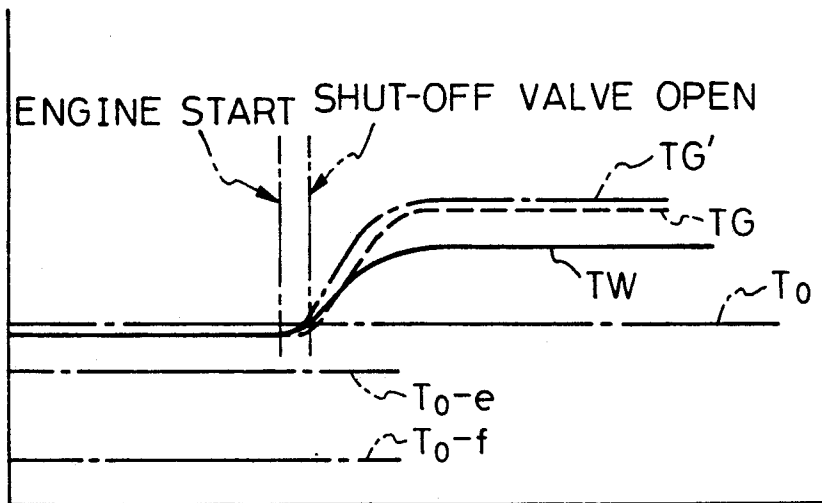 ENGINE START
SHUT-OFF VALVE OPEN
TG'
TG
TW
T₀
T₀-e
T₀-f